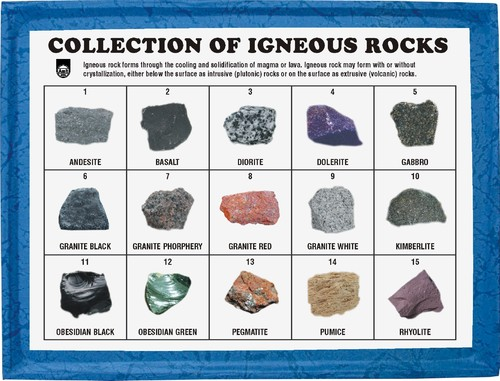 COLLECTION OF IGNEOUS ROCKS
Igneous rock forms through the cooling and solidification of magma or lava. Igneous rock may form with or without
crystallization, either below the surface as intrusive (plutonic) rocks or on the surface as extrusive (volcanic) rocks.
1 2 3 4 5
ANDESITE BASALT DIORITE DOLERITE GABBRO
6 7 8 9 10
GRANITE BLACK GRANITE PHORPHERY GRANITE RED GRANITE WHITE KIMBERLITE
11 12 13 14 15
OBESIDIAN BLACK OBESIDIAN GREEN PEGMATITE PUMICE RHYOLITE